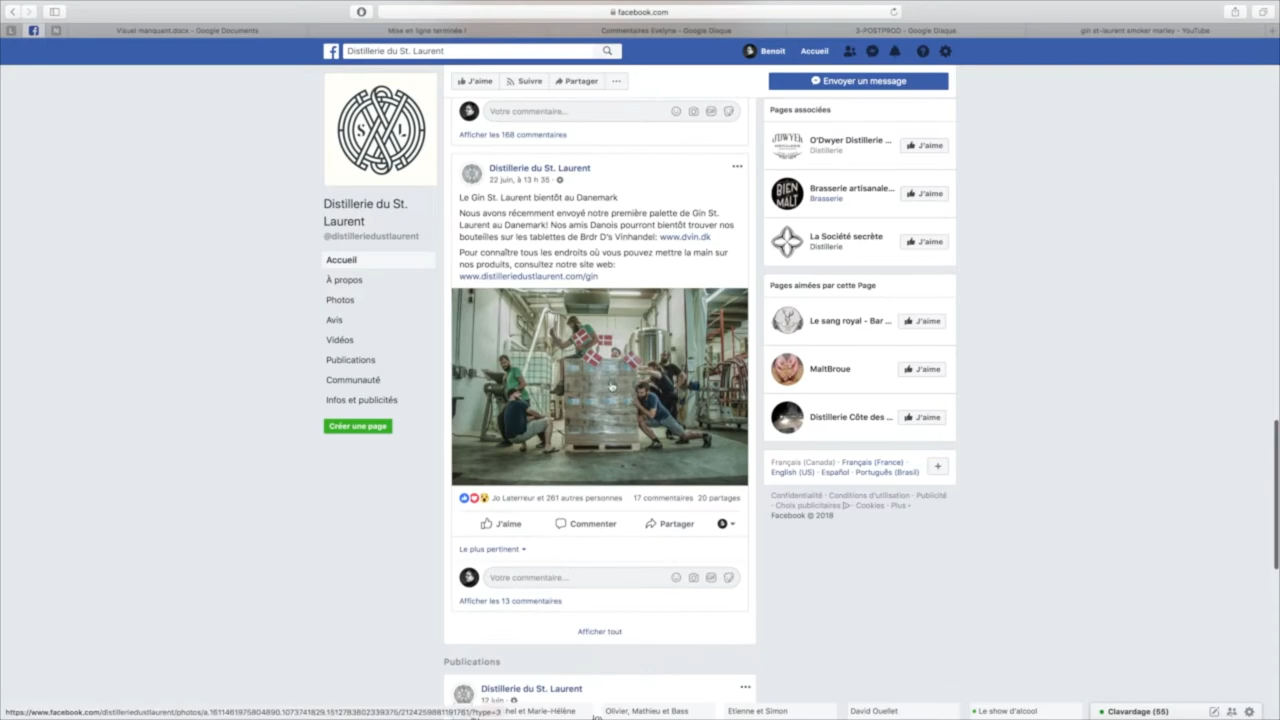 facebook.com
Visuel manquant.docx - Google Documents
Mise en ligne terminée !
Commentaires Evelyne - Google Disque
3-POSTPROD - Google Disque
gin st-laurent smoker marley - YouTube
Distillerie du St. Laurent
Benoit
Accueil
J'aime
Suivre
Partager
Envoyer un message
S L
Distillerie du St.
Laurent
@distilleriedustlaurent
Accueil
À propos
Photos
Avis
Vidéos
Publications
Communauté
Infos et publicités
Créer une page
Votre commentaire...
Afficher les 168 commentaires
Distillerie du St. Laurent
22 juin, à 13 h 35
Le Gin St. Laurent bientôt au Danemark
Nous avons récemment envoyé notre première palette de Gin St.
Laurent au Danemark! Nos amis Danois pourront bientôt trouver nos
bouteilles sur les tablettes de Brdr D's Vinhandel: www.dvin.dk
Pour connaître tous les endroits où vous pouvez mettre la main sur
nos produits, consultez notre site web:
www.distilleriedustlaurent.com/gin
Jo Laterreur et 261 autres personnes
17 commentaires 20 partages
J'aime
Commenter
Partager
Le plus pertinent
Votre commentaire...
Afficher les 13 commentaires
Afficher tout
Publications
Distillerie du St. Laurent
12 juin
Pages associées
O'Dwyer Distillerie ...
Distillerie
J'aime
BIEN
MALT
Brasserie artisanale...
Brasserie
J'aime
La Société secrète
Distillerie
J'aime
Pages aimées par cette Page
Le sang royal - Bar ...
J'aime
MaltBroue
J'aime
Distillerie Côte des ...
J'aime
Français (Canada) · Français (France) ·
English (US) · Español · Português (Brasil)
Confidentialité · Conditions d'utilisation · Publicité
· Choix publicitaires · Cookies · Plus
Facebook © 2018
hel et Marie-Hélène
Olivier, Mathieu et Bass
Etienne et Simon
David Ouellet
Le show d'alcool
Clavardage (55)